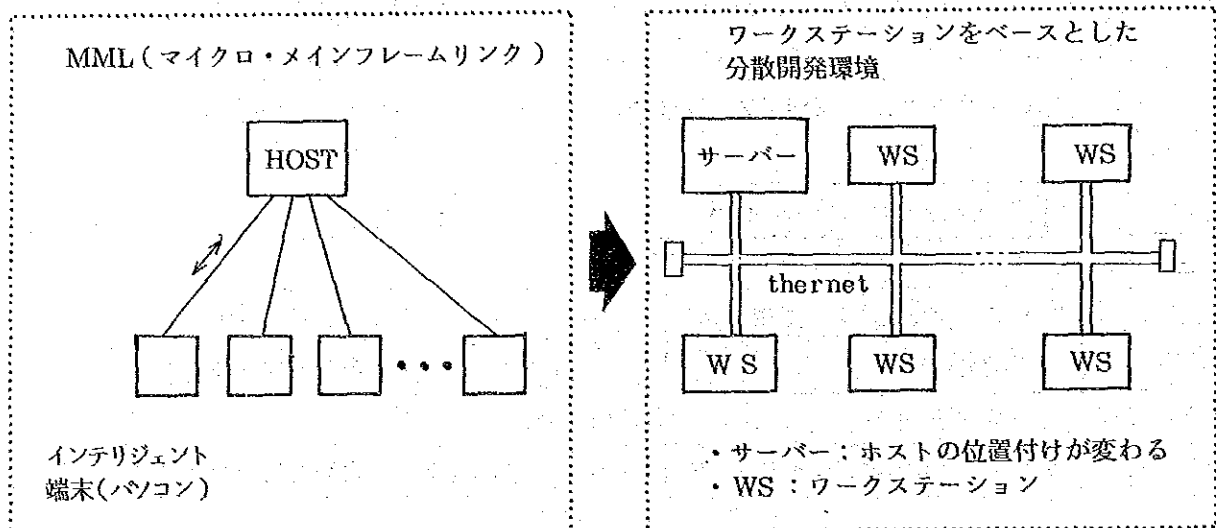 MML(マイクロ・メインフレームリンク)
HOST
インテリジェント
端末(パソコン)
ワークステーションをベースとした
分散開発環境
サーバー
WS
WS
thernet
W S
WS
WS
・サーバー：ホストの位置付けが変わる
・WS：ワークステーション